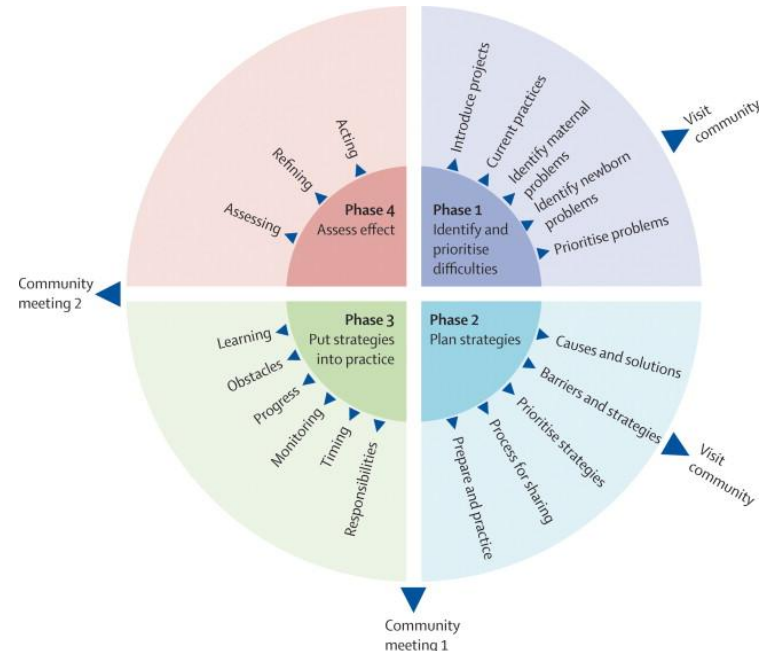 Phase 1
Identify and
prioritise
difficulties
Introduce projects
Current practices
Identify maternal
problems
Identify newborn
problems
Prioritise problems
Visit
community
Phase 2
Plan strategies
Causes and solutions
Barriers and strategies
Prioritise strategies
Process for sharing
Prepare and practice
Visit
community
Community
meeting 1
Phase 3
Put strategies
into practice
Responsibilities
Timing
Monitoring
Progress
Obstacles
Learning
Community
meeting 2
Phase 4
Assess effect
Assessing
Refining
Acting